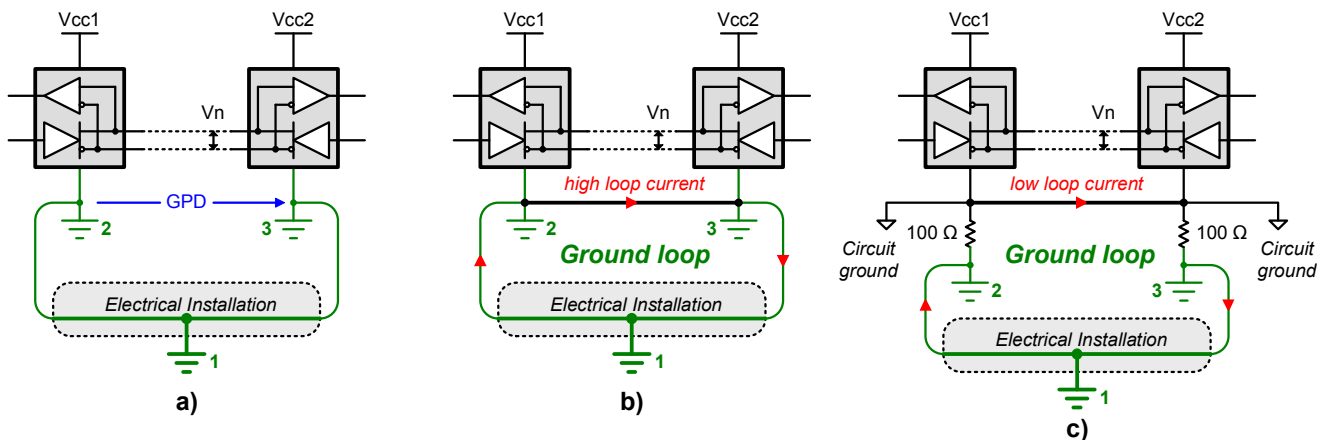 Vcc1
Vcc2
Vn
GPD
2
3
Electrical Installation
1
a)
Vcc1
Vcc2
Vn
high loop current
2
3
Ground loop
Electrical Installation
1
b)
Vcc1
Vcc2
Vn
low loop current
100 Ω
100 Ω
Circuit
ground
Circuit
ground
Ground loop
2
3
Electrical Installation
1
c)